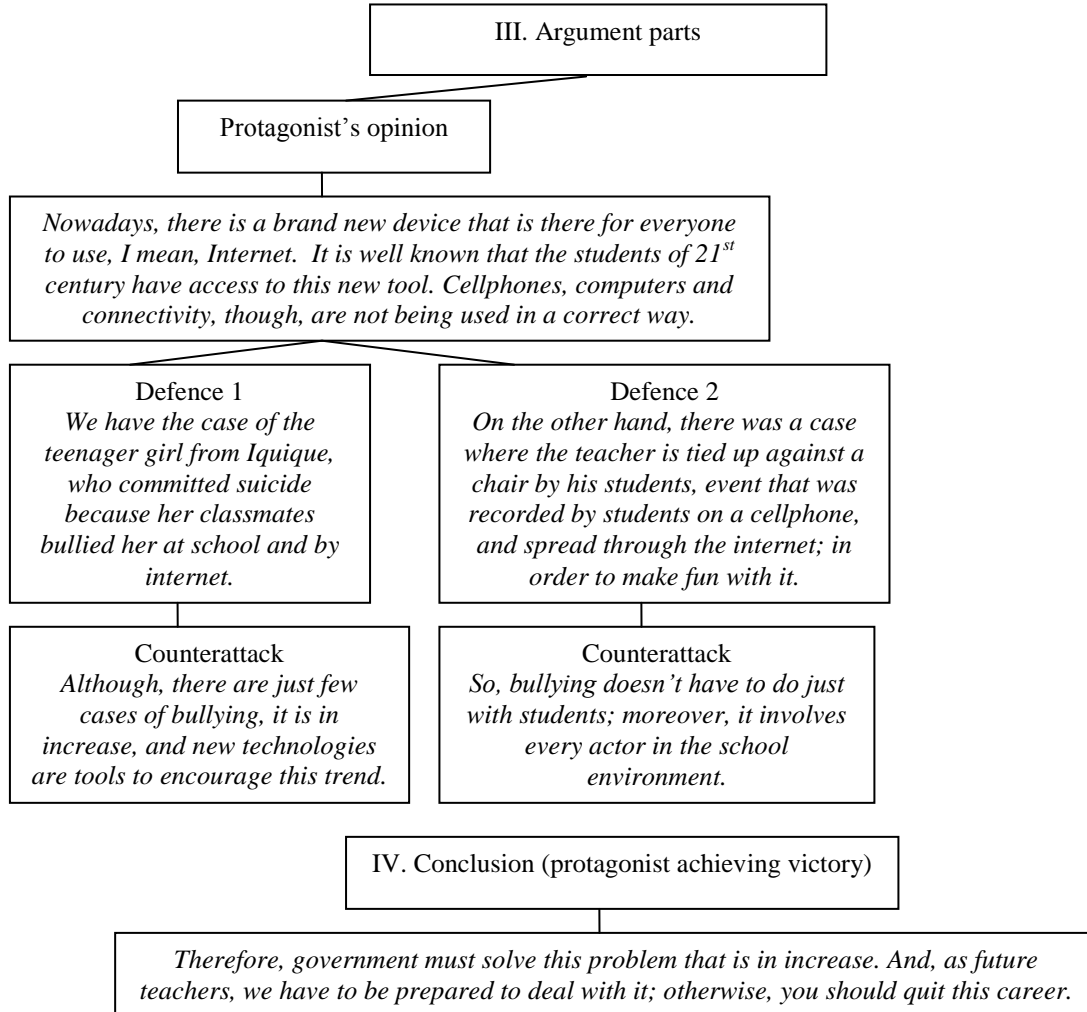 III. Argument parts
Protagonist’s opinion
Nowadays, there is a brand new device that is there for everyone
to use, I mean, Internet.  It is well known that the students of 21st
century have access to this new tool. Cellphones, computers and
connectivity, though, are not being used in a correct way.
Defence 1
We have the case of the
teenager girl from Iquique,
who committed suicide
because her classmates
bullied her at school and by
internet.
Defence 2
On the other hand, there was a case
where the teacher is tied up against a
chair by his students, event that was
recorded by students on a cellphone,
and spread through the internet; in
order to make fun with it.
Counterattack
Although, there are just few
cases of bullying, it is in
increase, and new technologies
are tools to encourage this trend.
Counterattack
So, bullying doesn’t have to do just
with students; moreover, it involves
every actor in the school
environment.
IV. Conclusion (protagonist achieving victory)
Therefore, government must solve this problem that is in increase. And, as future
teachers, we have to be prepared to deal with it; otherwise, you should quit this career.